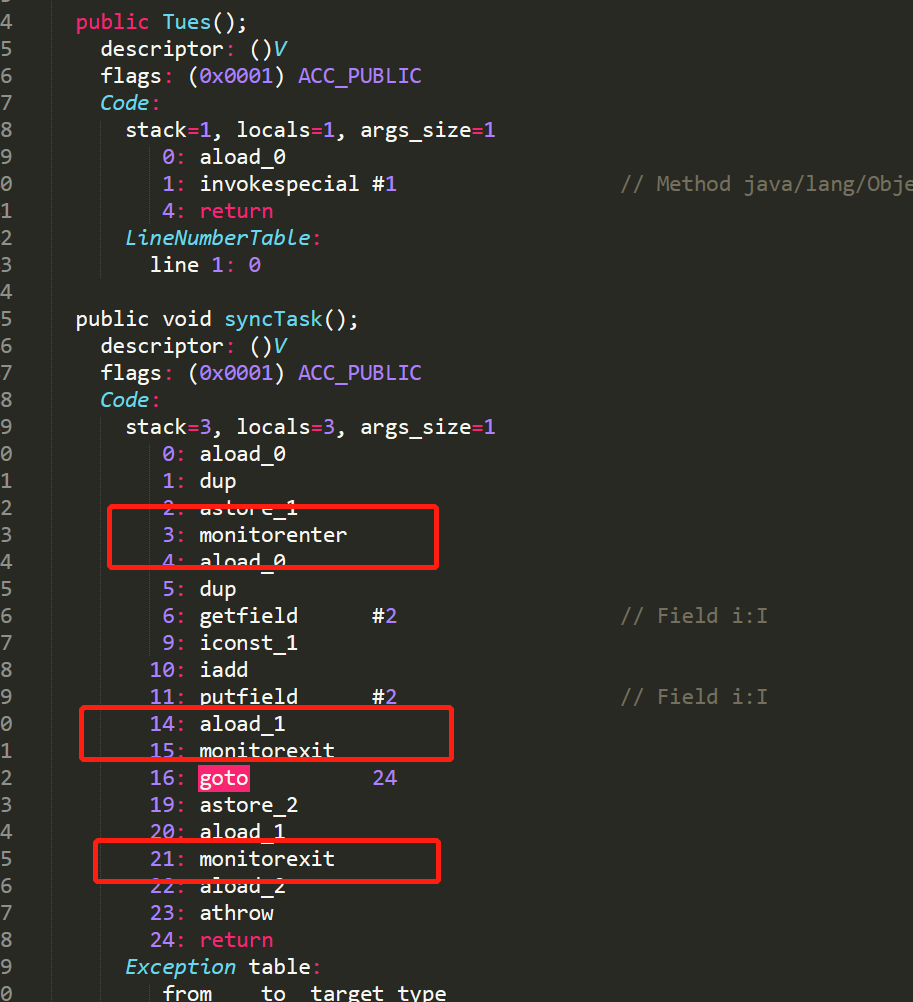 4 public Tues();
5 descriptor: ()V
6 flags: (0x0001) ACC_PUBLIC
7 Code:
8 stack=1, locals=1, args_size=1
9 0: aload_0
0 1: invokespecial #1 // Method java/lang/Obje
1 4: return
2 LineNumberTable:
3 line 1: 0
4
5 public void syncTask();
6 descriptor: ()V
7 flags: (0x0001) ACC_PUBLIC
8 Code:
9 stack=3, locals=3, args_size=1
0 0: aload_0
1 1: dup
2 2: astore_1
3 3: monitorenter
4 4: aload_0
5 5: dup
6 6: getfield #2 // Field i:I
7 9: iconst_1
8 10: iadd
9 11: putfield #2 // Field i:I
0 14: aload_1
1 15: monitorexit
2 16: goto 24
3 19: astore_2
4 20: aload_1
5 21: monitorexit
6 22: aload_2
7 23: athrow
8 24: return
9 Exception table:
0 from to target type